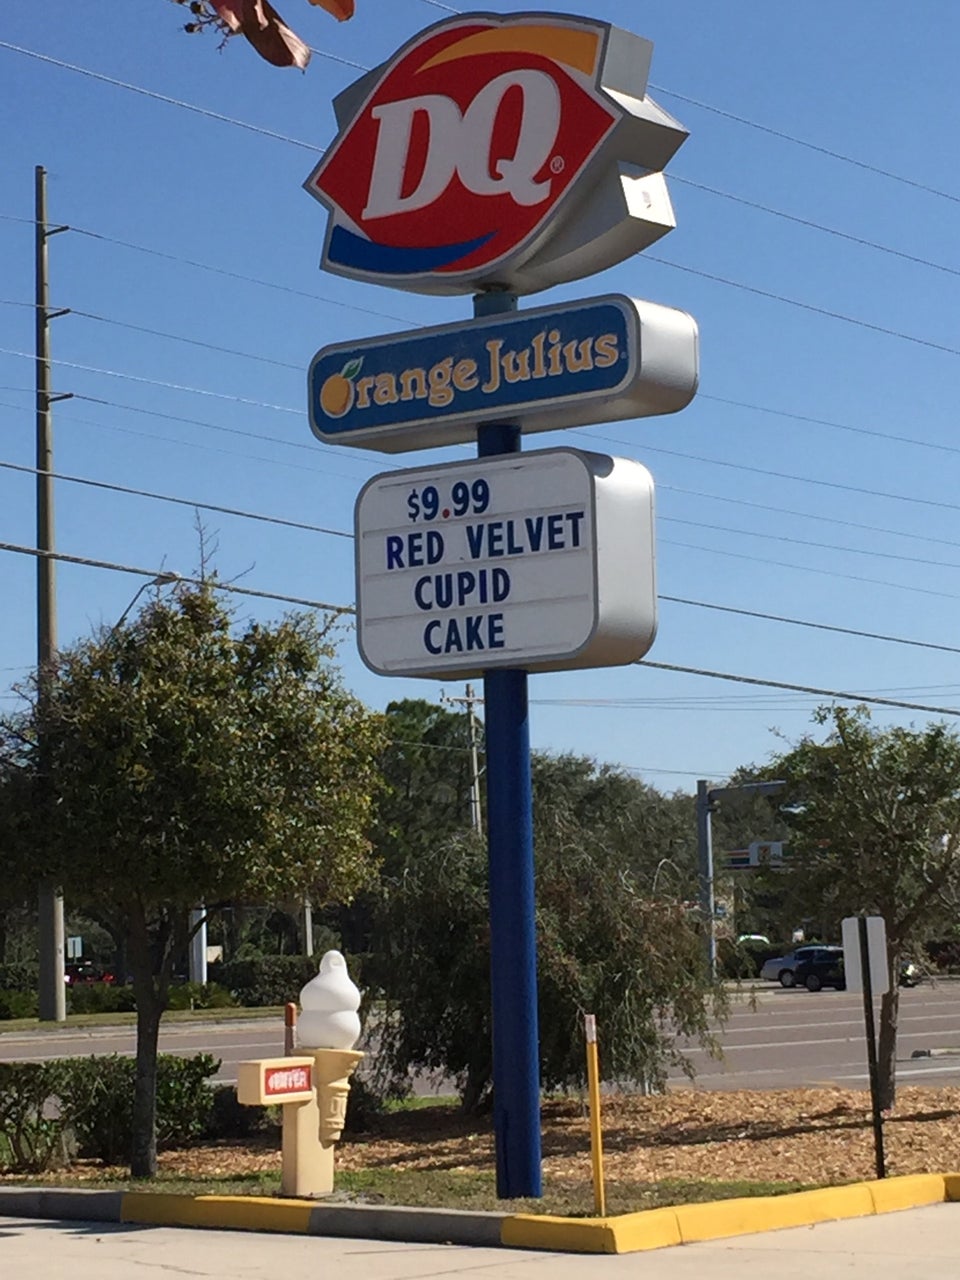 DQ®
Orange Julius®
$9.99
RED VELVET
CUPID
CAKE